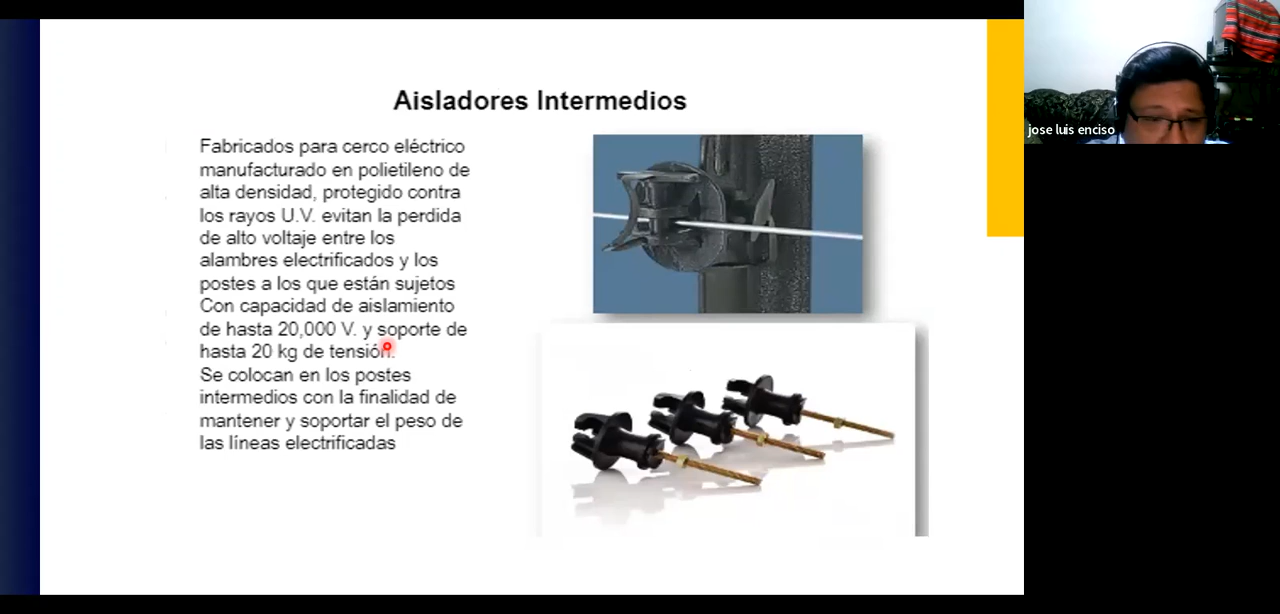 Aisladores Intermedios
Fabricados para cerco eléctrico
manufacturado en polietileno de
alta densidad, protegido contra
los rayos U.V. evitan la perdida
de alto voltaje entre los
alambres electrificados y los
postes a los que están sujetos
Con capacidad de aislamiento
de hasta 20,000 V. y soporte de
hasta 20 kg de tensión.
Se colocan en los postes
intermedios con la finalidad de
mantener y soportar el peso de
las líneas electrificadas
jose luis enciso